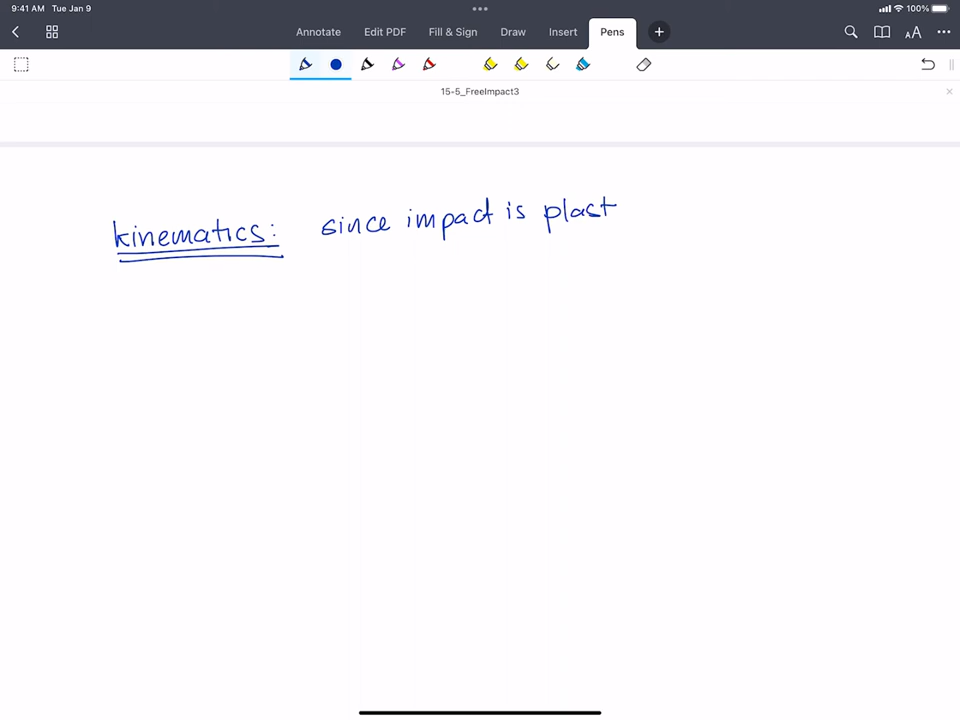 9:41 AM Tue Jan 9 100%
Annotate Edit PDF Fill & Sign Draw Insert Pens AA
15-5_FreeImpact3
kinematics: since impact is plast